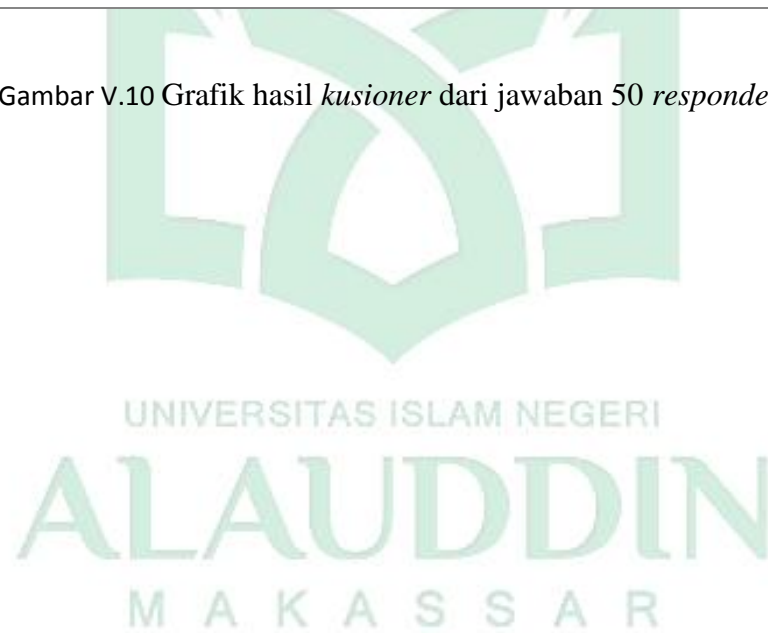 Gambar V.10 Grafik hasil kusioner dari jawaban 50 responde
UNIVERSITAS ISLAM NEGERI
ALAUDDIN
M A K A S S A R